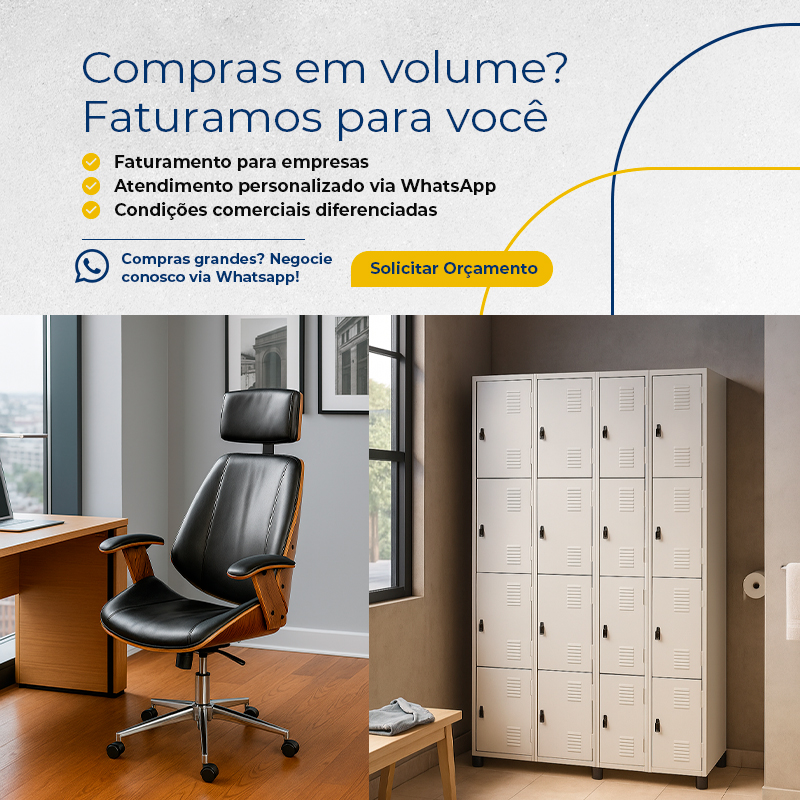 Compras em volume?
Faturamos para você
Faturamento para empresas
Atendimento personalizado via WhatsApp
Condições comerciais diferenciadas
Compras grandes? Negocie
conosco via Whatsapp!
Solicitar Orçamento